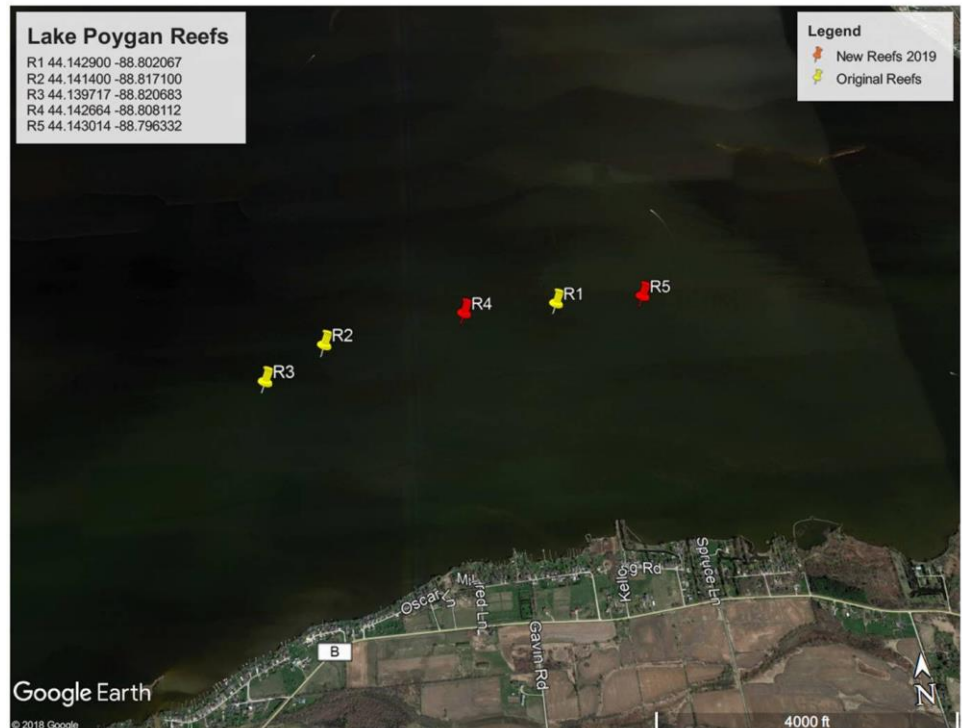 Lake Poygan Reefs
R1 44.142900 -88.802067
R2 44.141400 -88.817100
R3 44.139717 -88.820683
R4 44.142664 -88.808112
R5 44.143014 -88.796332
Legend
New Reefs 2019
Original Reefs
R5
R1
R4
R2
R3
Spruce Ln
Oscar Ln
Gavin Rd
B
Google Earth
N
© 2018 Google
4000 ft